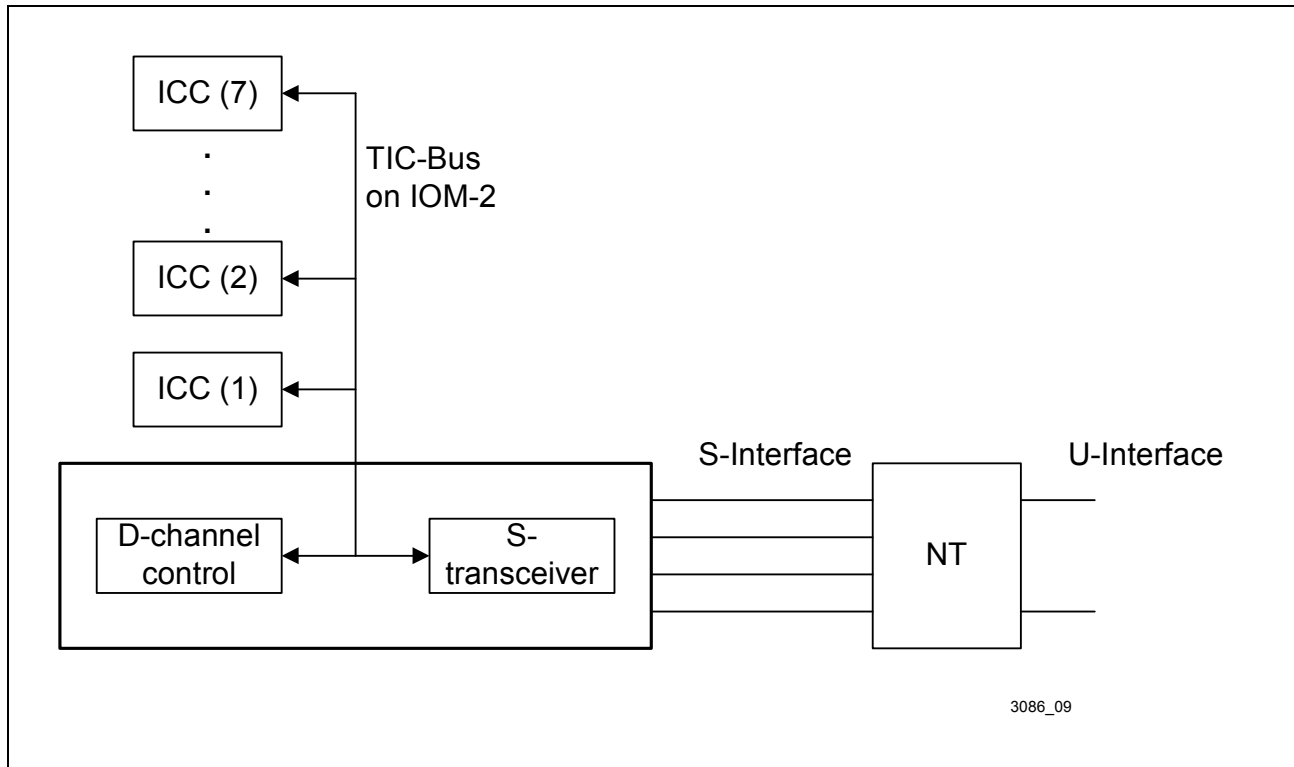 ICC (7)
.
.
.
TIC-Bus
on IOM-2
ICC (2)
ICC (1)
S-Interface
U-Interface
D-channel
control
S-
transceiver
NT
3086_09